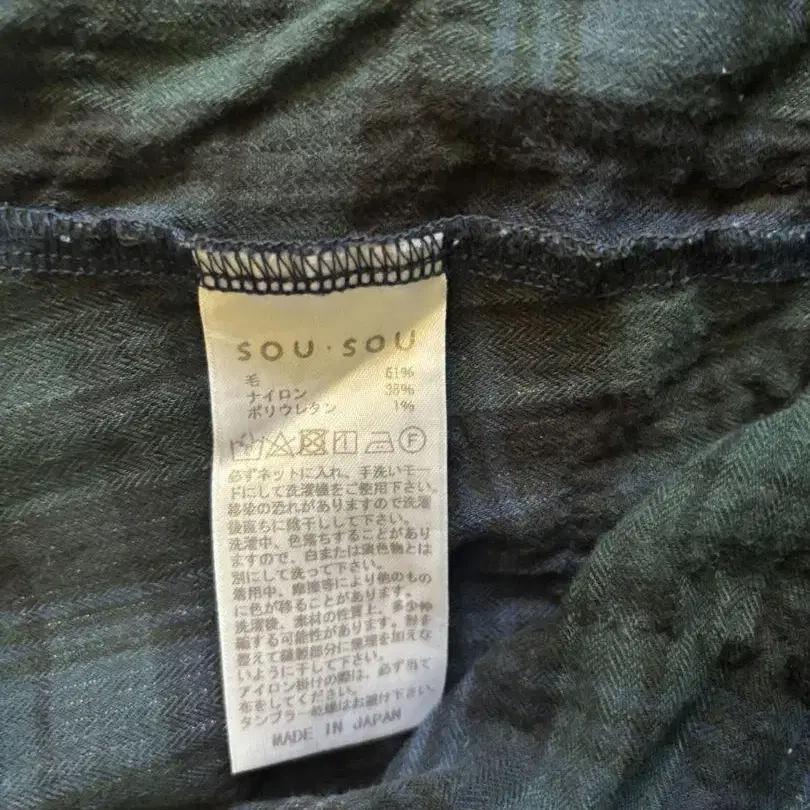 SOU・SOU
毛 61%
ナイロン 38%
ポリウレタン 1%
F
必ずネットに入れ、手洗いモー
ドにして洗濯機をご使用下さい。
移染の恐れがありますので洗濯
後直ちに陰干しして下さい。
洗濯中、色落ちすることがあり
ますので、白または淡色物とは
別にして洗って下さい。
着用中、摩擦等により他のもの
に色が移ることがあります。
洗濯後、素材の性質上、多少伸
縮する可能性があります。形を
整えて縫製部分に無理を加えな
いように干して下さい。
アイロン掛けの際は、必ず当て
布をしてください。
タンブラー乾燥はお避け下さい。
MADE IN JAPAN